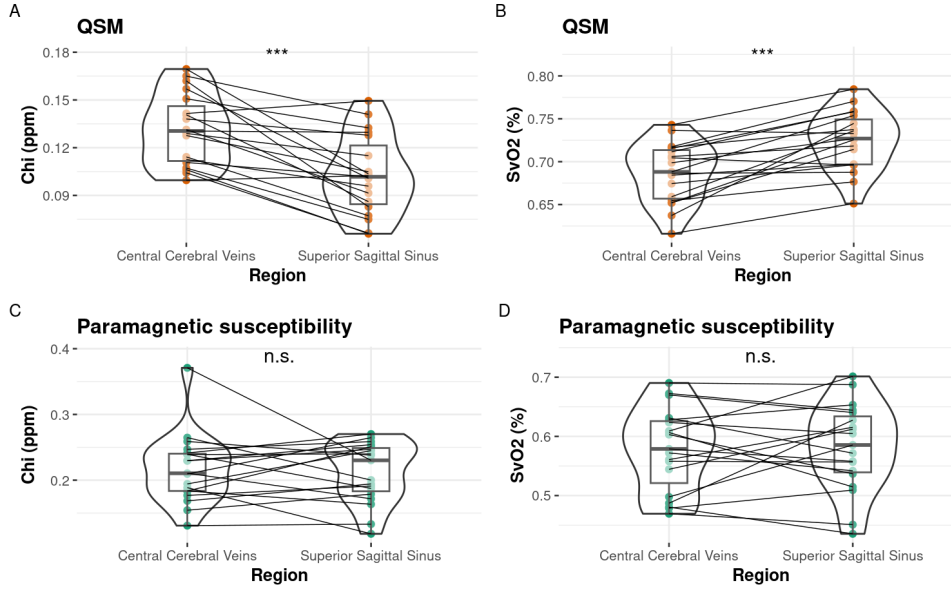 A
QSM
***
Chi (ppm)
0.18
0.15
0.12
0.09
Central Cerebral Veins
Superior Sagittal Sinus
Region
B
QSM
***
SvO2 (%)
0.80
0.75
0.70
0.65
Central Cerebral Veins
Superior Sagittal Sinus
Region
C
Paramagnetic susceptibility
n.s.
Chi (ppm)
0.4
0.3
0.2
Central Cerebral Veins
Superior Sagittal Sinus
Region
D
Paramagnetic susceptibility
n.s.
SvO2 (%)
0.7
0.6
0.5
Central Cerebral Veins
Superior Sagittal Sinus
Region